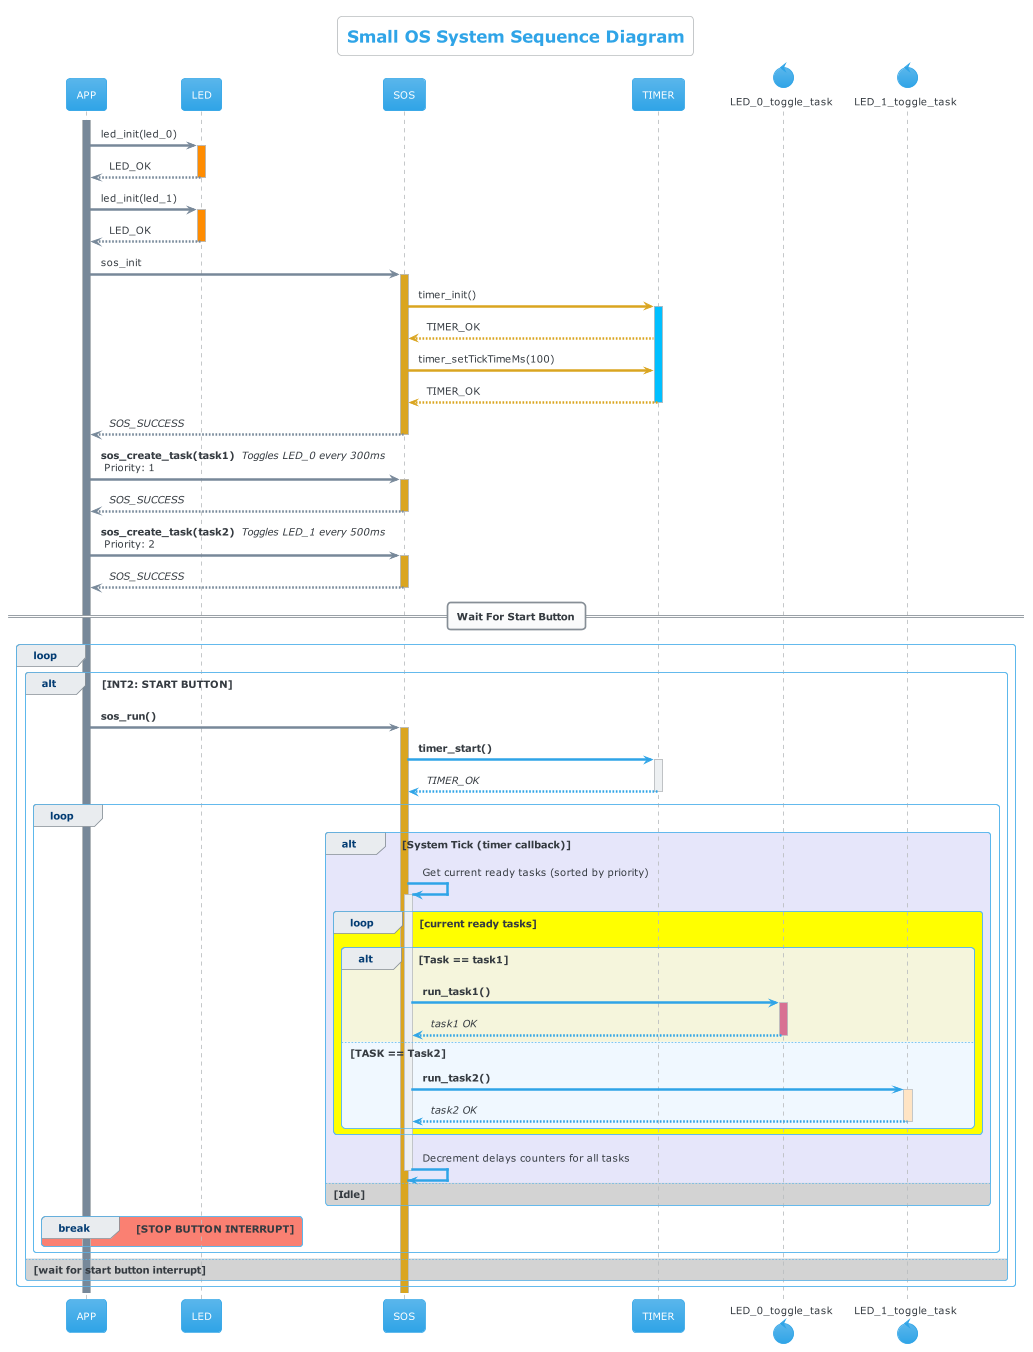 Small OS System Sequence Diagram
APP
LED
SOS
TIMER
LED_0_toggle_task
LED_1_toggle_task
led_init(led_0)
LED_OK
led_init(led_1)
LED_OK
sos_init
timer_init()
TIMER_OK
timer_setTickTimeMs(100)
TIMER_OK
SOS_SUCCESS
sos_create_task(task1) Toggles LED_0 every 300ms
Priority: 1
SOS_SUCCESS
sos_create_task(task2) Toggles LED_1 every 500ms
Priority: 2
SOS_SUCCESS
Wait For Start Button
loop
alt [INT2: START BUTTON]
sos_run()
timer_start()
TIMER_OK
loop
alt [System Tick (timer callback)]
Get current ready tasks (sorted by priority)
loop [current ready tasks]
alt [Task == task1]
run_task1()
task1 OK
[TASK == Task2]
run_task2()
task2 OK
Decrement delays counters for all tasks
[Idle]
break [STOP BUTTON INTERRUPT]
[wait for start button interrupt]
APP
LED
SOS
TIMER
LED_0_toggle_task
LED_1_toggle_task